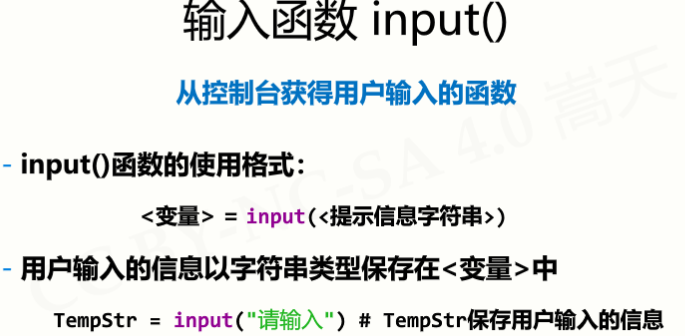 输入函数 input()
从控制台获得用户输入的函数
- input()函数的使用格式：
<变量> = input(<提示信息字符串>)
- 用户输入的信息以字符串类型保存在<变量>中
TempStr = input("请输入") # TempStr保存用户输入的信息
CC BY-NC-SA 4.0 嵩天